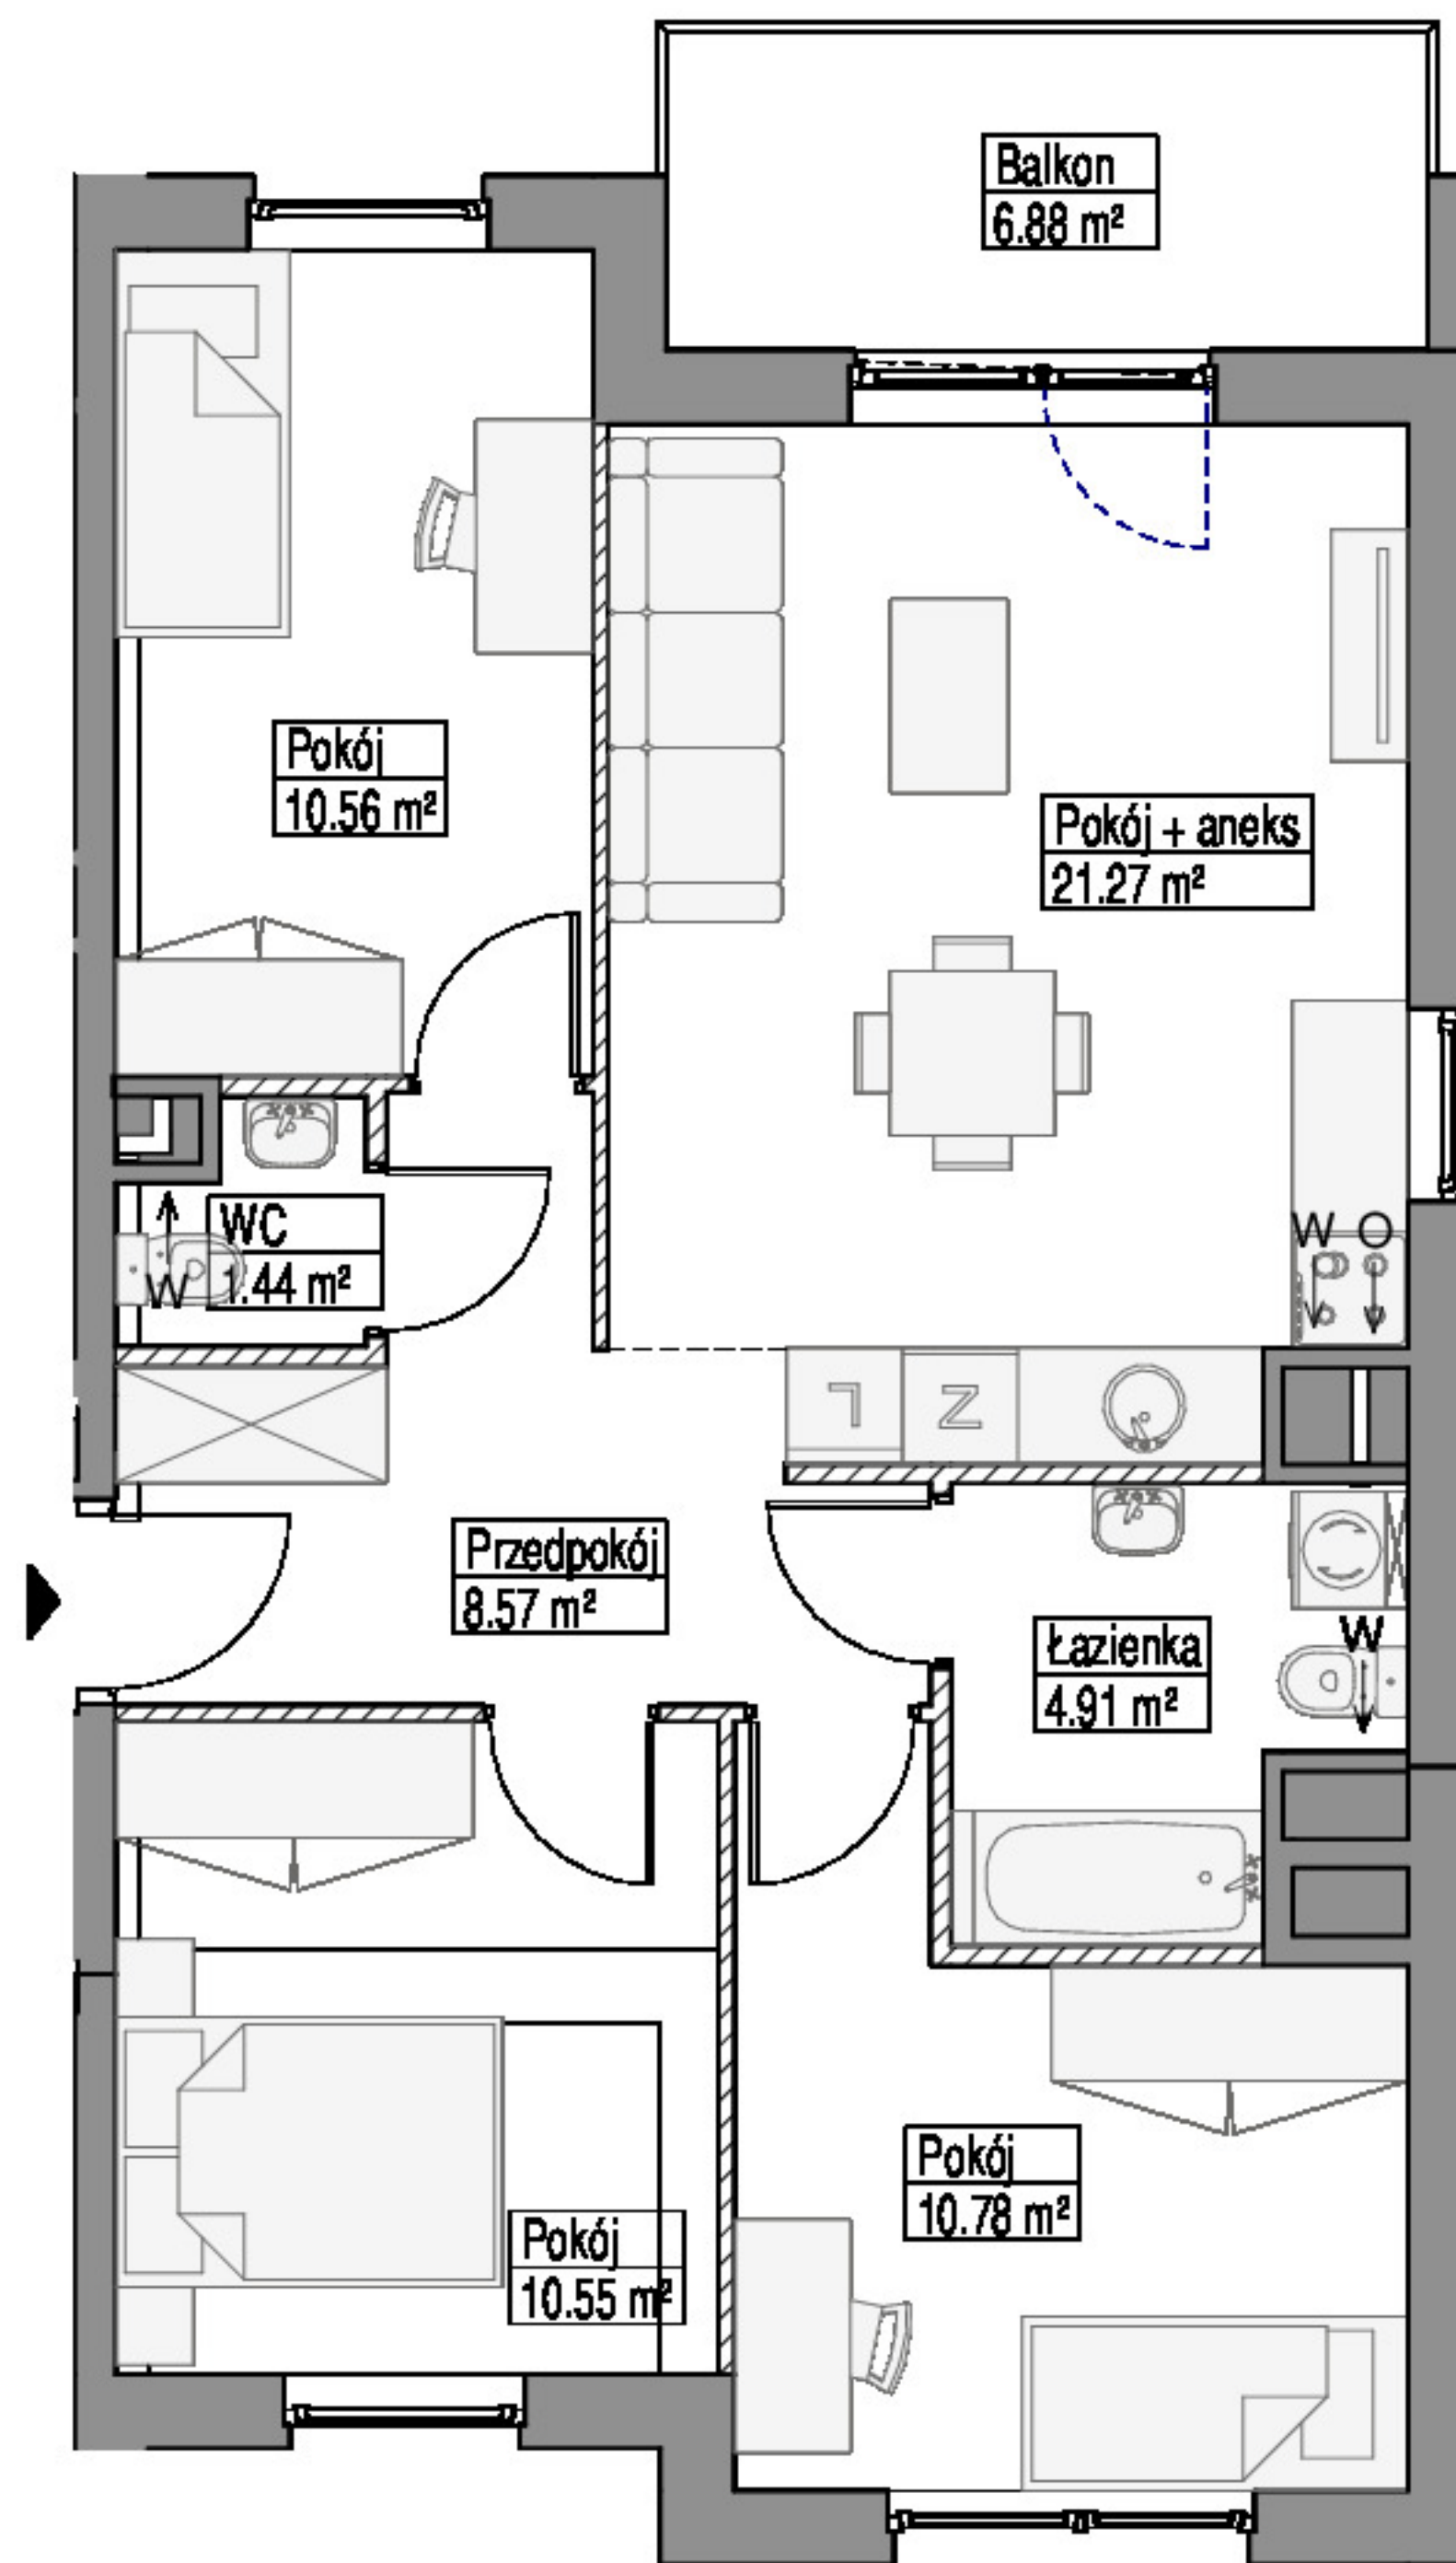 Balkon
6.88 m²
Pokój
10.56 m²
Pokój + aneks
21.27 m²
W O
WC
1.44 m²
W
L
Z
Przedpokój
8.57 m²
Łazienka
4.91 m²
W
Pokój
10.78 m²
Pokój
10.55 m²